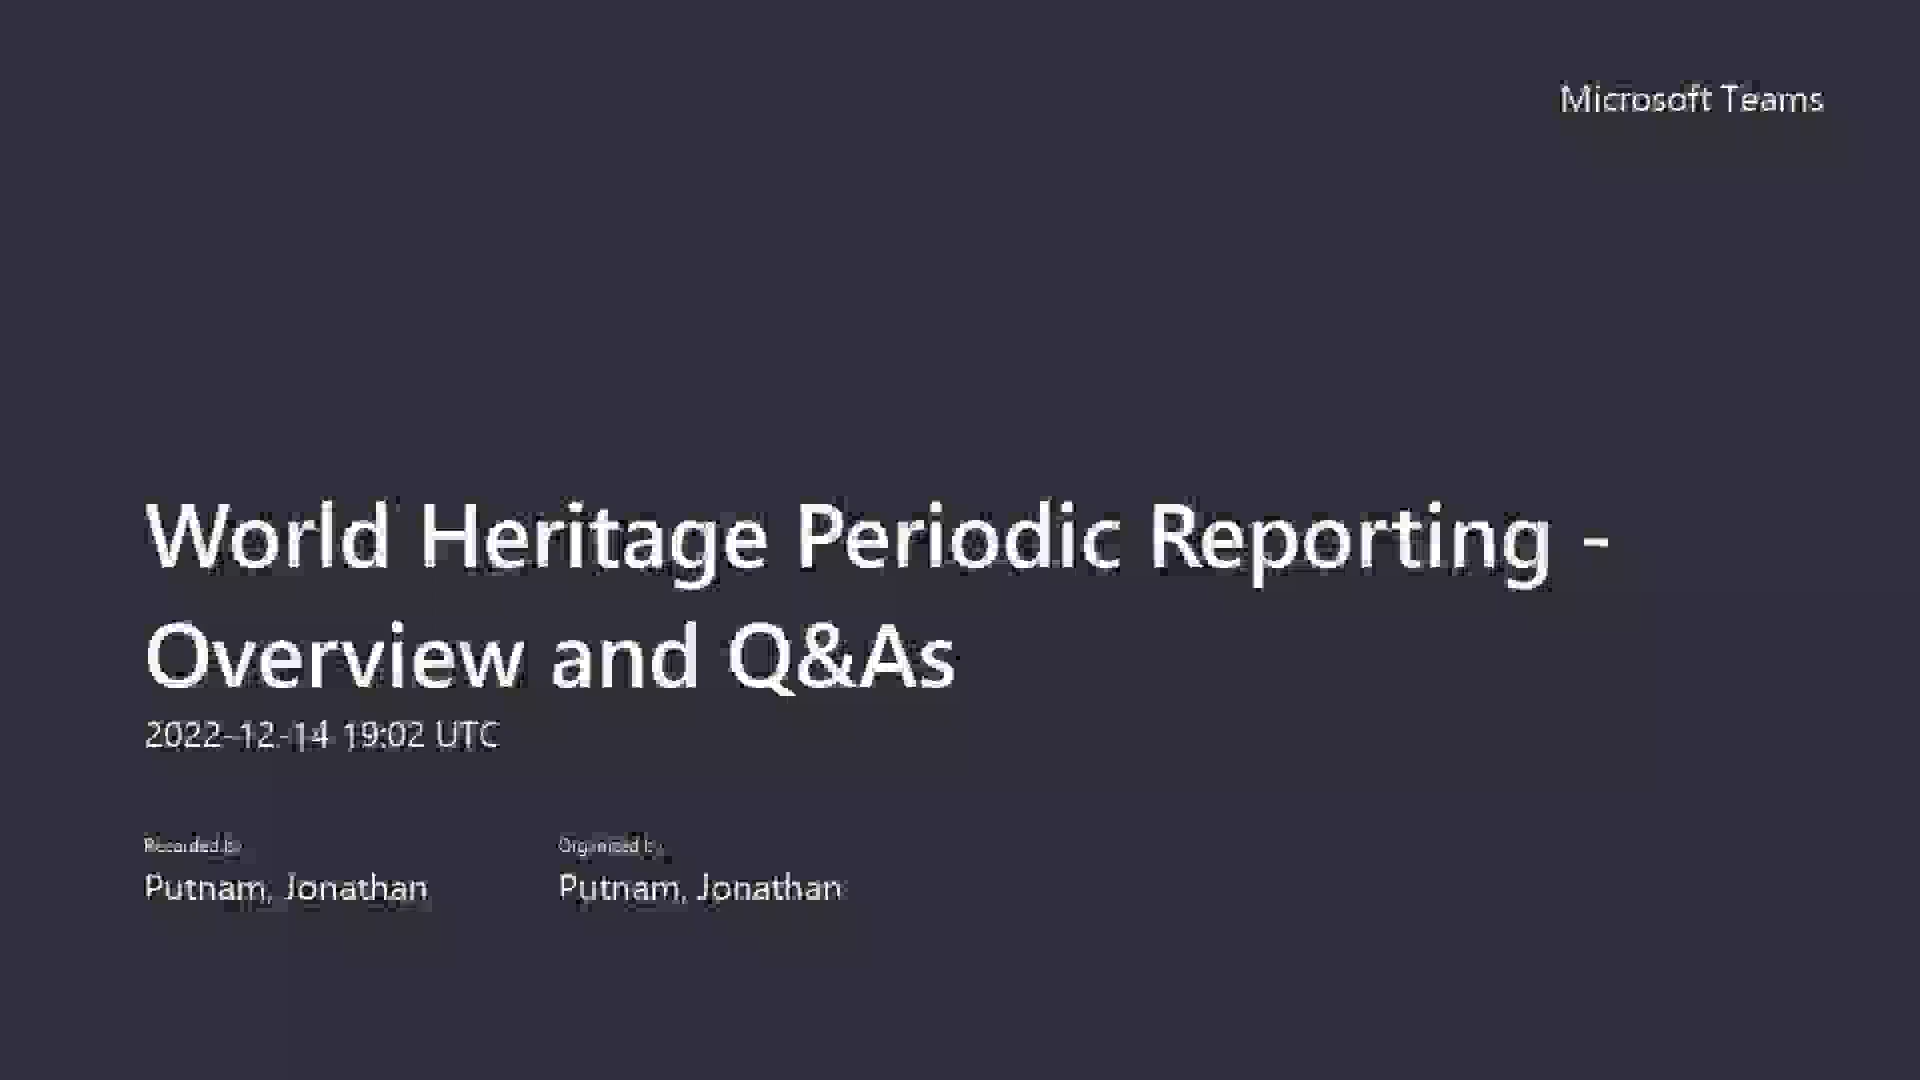 Microsoft Teams
World Heritage Periodic Reporting -
Overview and Q&As
2022-12-14 19:02 UTC
Recorded by
Organized by
Putnam, Jonathan
Putnam, Jonathan